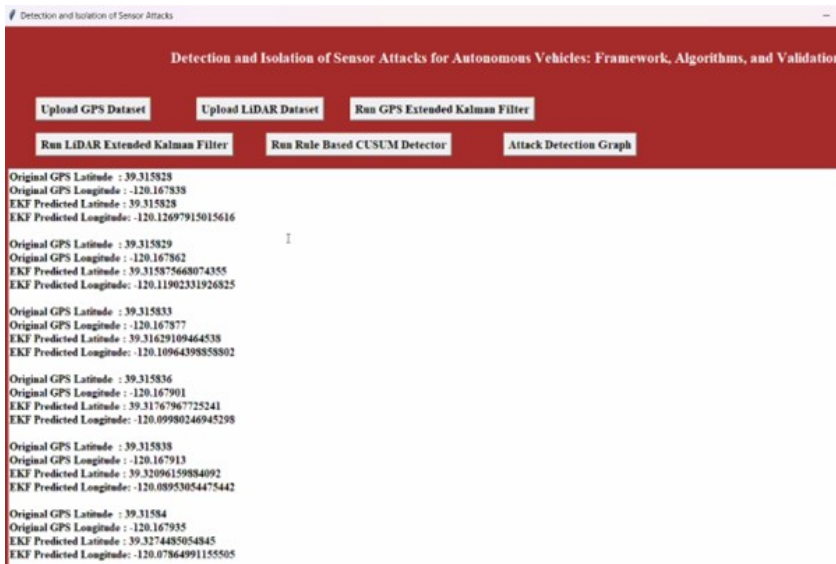 Detection and Isolation of Sensor Attacks
Detection and Isolation of Sensor Attacks for Autonomous Vehicles: Framework, Algorithms, and Validation
Upload GPS Dataset
Upload LiDAR Dataset
Run GPS Extended Kalman Filter
Run LiDAR Extended Kalman Filter
Run Rule Based CUSUM Detector
Attack Detection Graph
Original GPS Latitude : 39.315828
Original GPS Longitude : -120.167838
EKF Predicted Latitude : 39.315828
EKF Predicted Longitude: -120.12697915015616
Original GPS Latitude : 39.315829
Original GPS Longitude : -120.167862
EKF Predicted Latitude : 39.315875668074355
EKF Predicted Longitude: -120.11902331926825
Original GPS Latitude : 39.315833
Original GPS Longitude : -120.167877
EKF Predicted Latitude : 39.31629109464538
EKF Predicted Longitude: -120.10964398858802
Original GPS Latitude : 39.315836
Original GPS Longitude : -120.167901
EKF Predicted Latitude : 39.31767967725241
EKF Predicted Longitude: -120.09980246945298
Original GPS Latitude : 39.315838
Original GPS Longitude : -120.167913
EKF Predicted Latitude : 39.32096159884092
EKF Predicted Longitude: -120.08953054475442
Original GPS Latitude : 39.31584
Original GPS Longitude : -120.167935
EKF Predicted Latitude : 39.3274485054845
EKF Predicted Longitude: -120.07864991155505